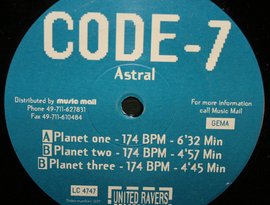 CODE-7
Astral
Distributed by music mail
Phone 49-711-627831
Fax 49-711-610484
For more information
call Music Mail
GEMA
A Planet one - 174 BPM - 6'32 Min
B Planet two - 174 BPM - 4'57 Min
B Planet three - 174 BPM - 4'45 Min
LC 4747
UNITED RAVERS